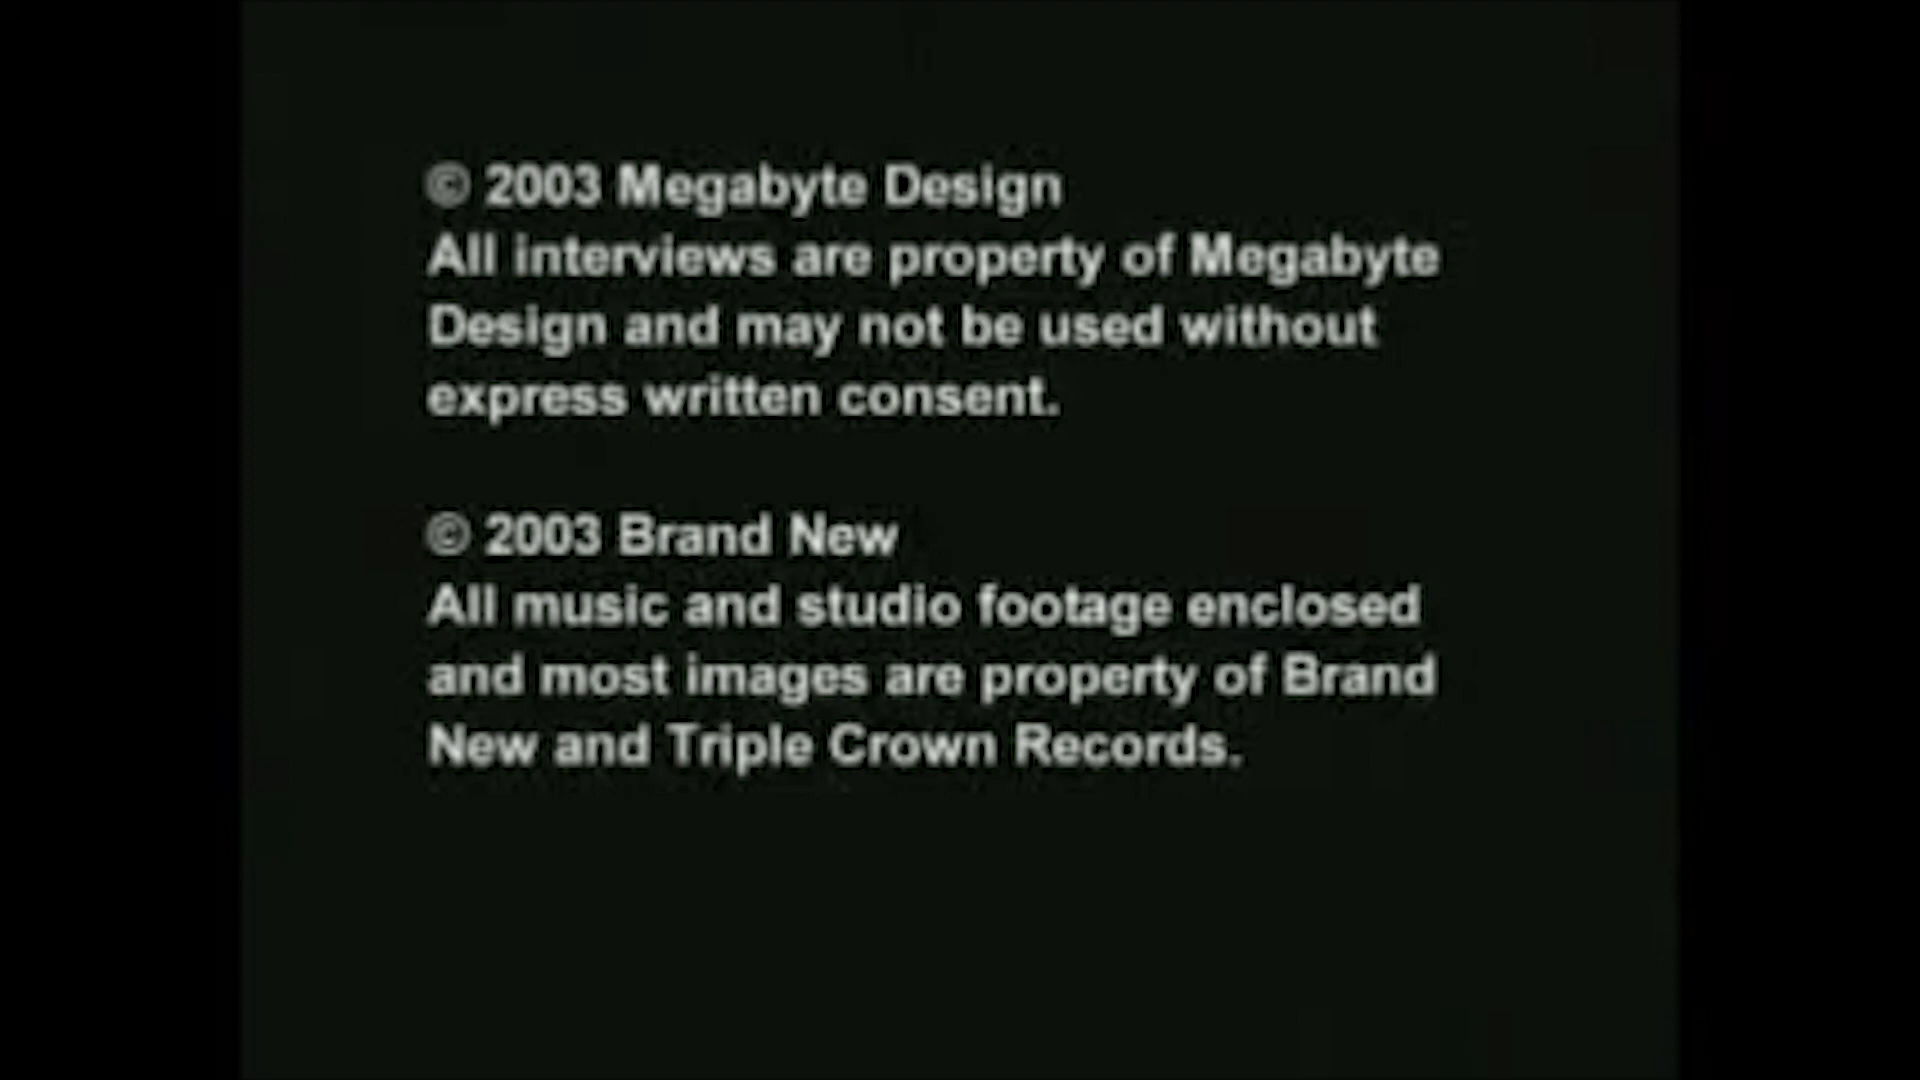 © 2003 Megabyte Design
All interviews are property of Megabyte
Design and may not be used without
express written consent.
© 2003 Brand New
All music and studio footage enclosed
and most images are property of Brand
New and Triple Crown Records.